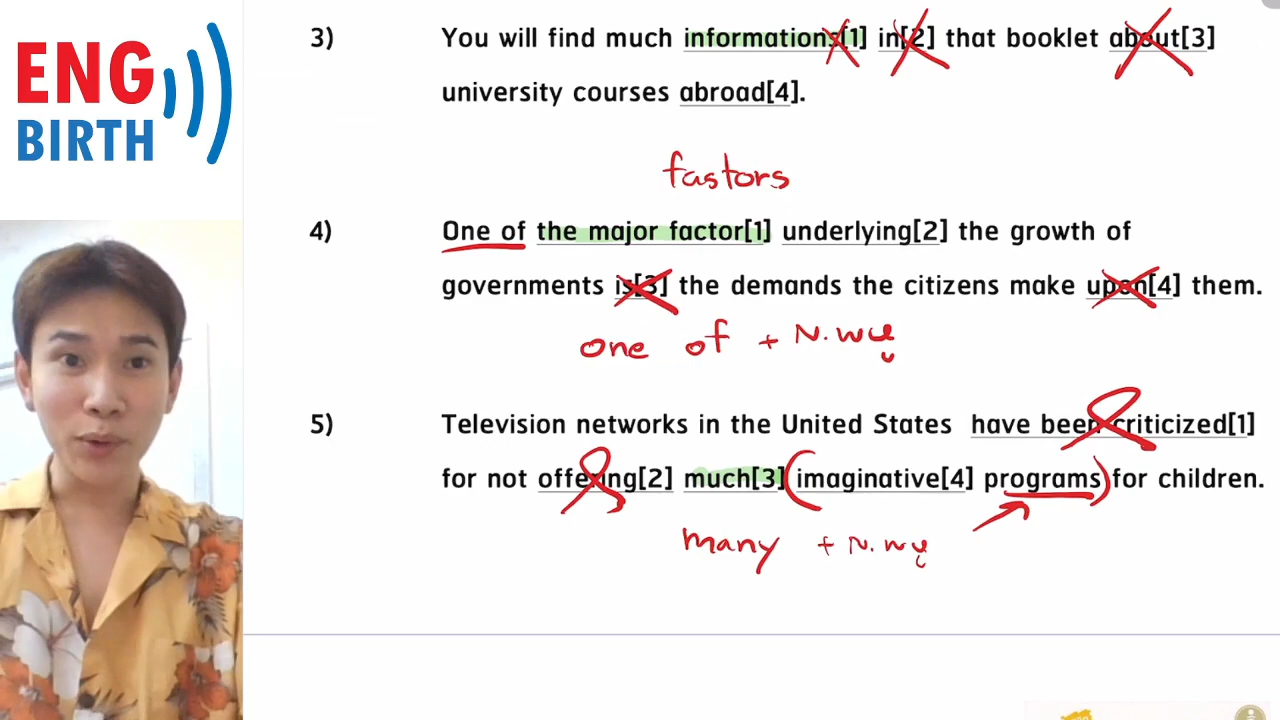 ENG
BIRTH
3) You will find much informations[1] in[2] that booklet about[3]
university courses abroad[4].
fastors
4) One of the major factor[1] underlying[2] the growth of
governments is[3] the demands the citizens make upon[4] them.
one of + N.พหู
5) Television networks in the United States have been criticized[1]
for not offering[2] much[3] imaginative[4] programs for children.
many + N.พหู